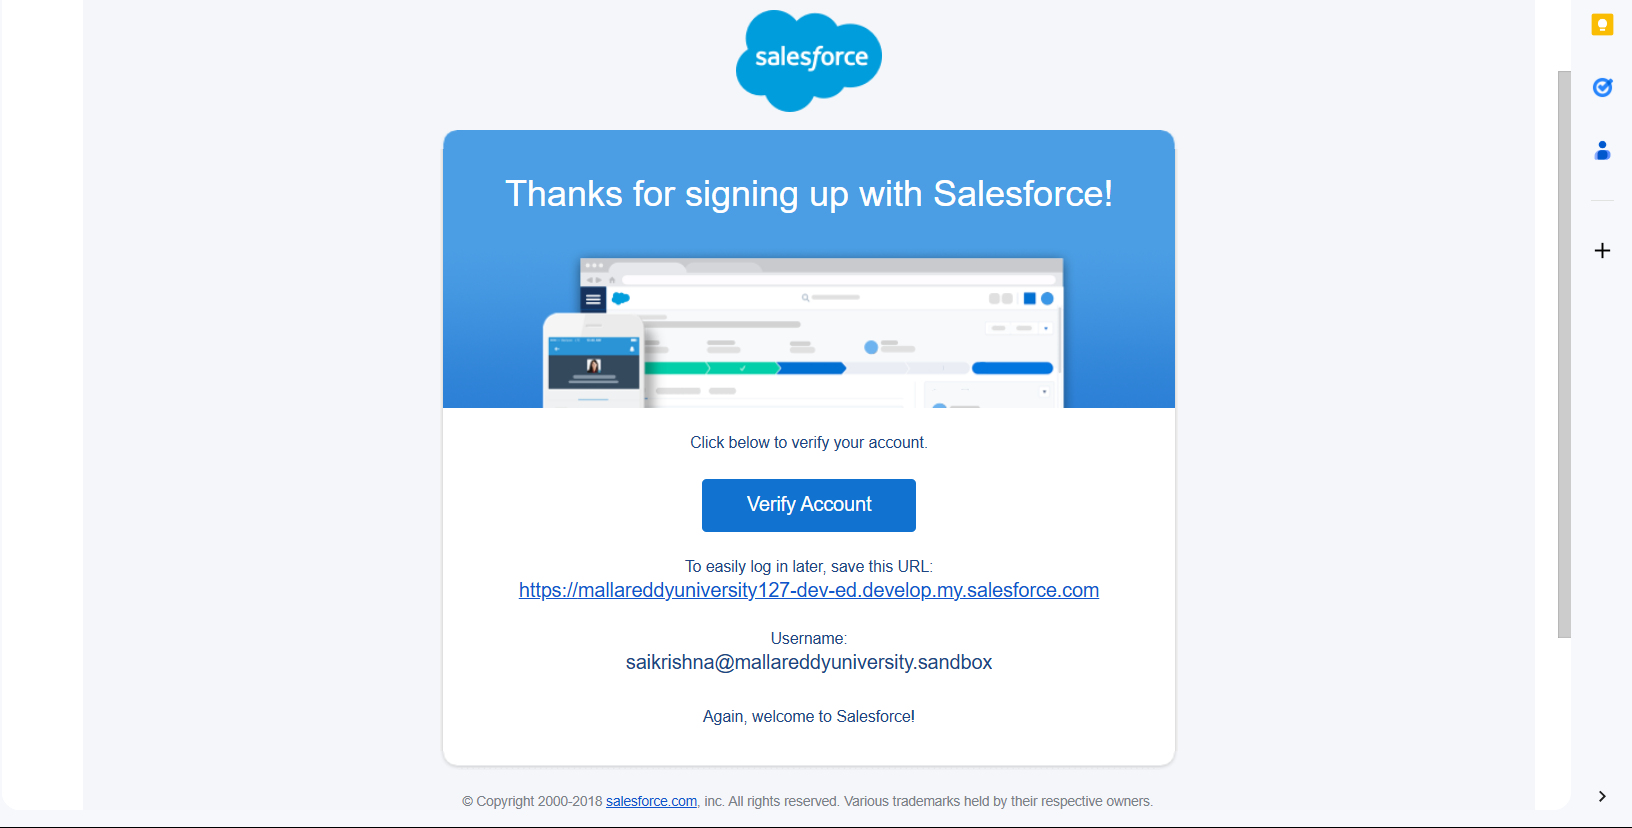 salesforce
Thanks for signing up with Salesforce!
Click below to verify your account.
Verify Account
To easily log in later, save this URL:
https://mallareddyuniversity127-dev-ed.develop.my.salesforce.com
Username:
saikrishna@mallareddyuniversity.sandbox
Again, welcome to Salesforce!
© Copyright 2000-2018 salesforce.com, inc. All rights reserved. Various trademarks held by their respective owners.